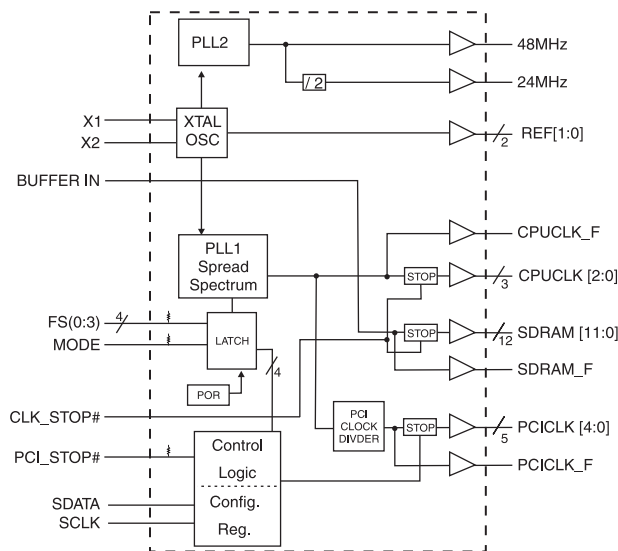 PLL2
48MHz
/ 2
24MHz
X1
X2
XTAL
OSC
REF[1:0]
2
BUFFER IN
PLL1
Spread
Spectrum
CPUCLK_F
STOP
CPUCLK [2:0]
3
FS(0:3)
4
MODE
LATCH
STOP
SDRAM [11:0]
12
SDRAM_F
4
POR
CLK_STOP#
PCI
CLOCK
DIVDER
STOP
PCICLK [4:0]
5
PCICLK_F
PCI_STOP#
Control
Logic
Config.
Reg.
SDATA
SCLK